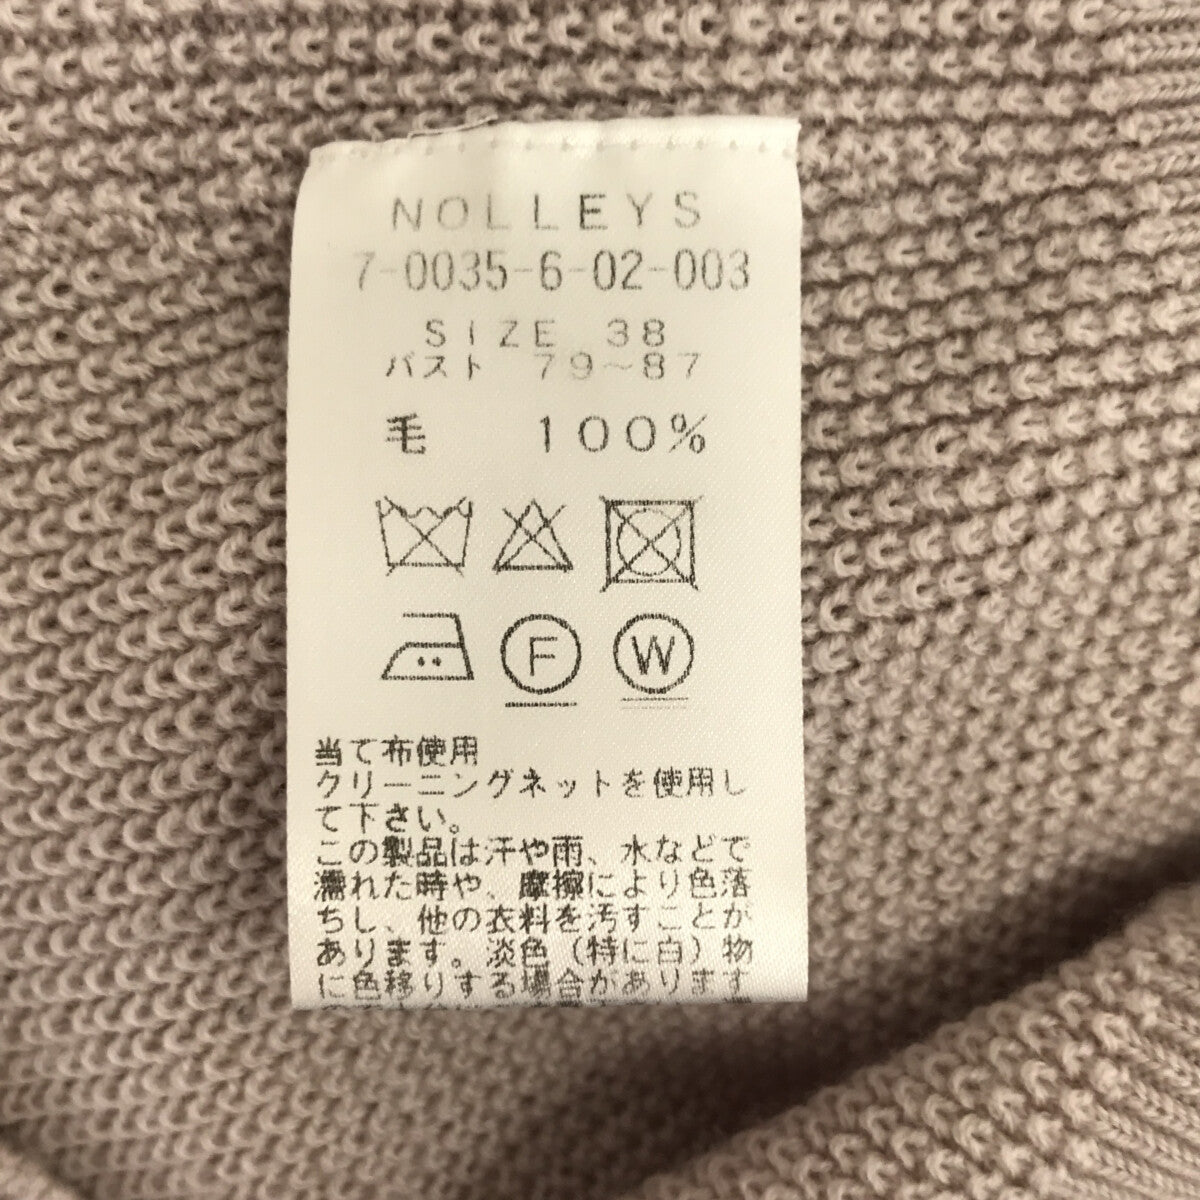 NOLLEYS
7-0035-6-02-003
SIZE 38
バスト 79~87
毛 100%
F W
当て布使用
クリーニングネットを使用し
て下さい。
この製品は汗や雨、水などで
濡れた時や、摩擦により色落
ちし、他の衣料を汚すことが
あります。淡色(特に白)物
に色移りする場合があります